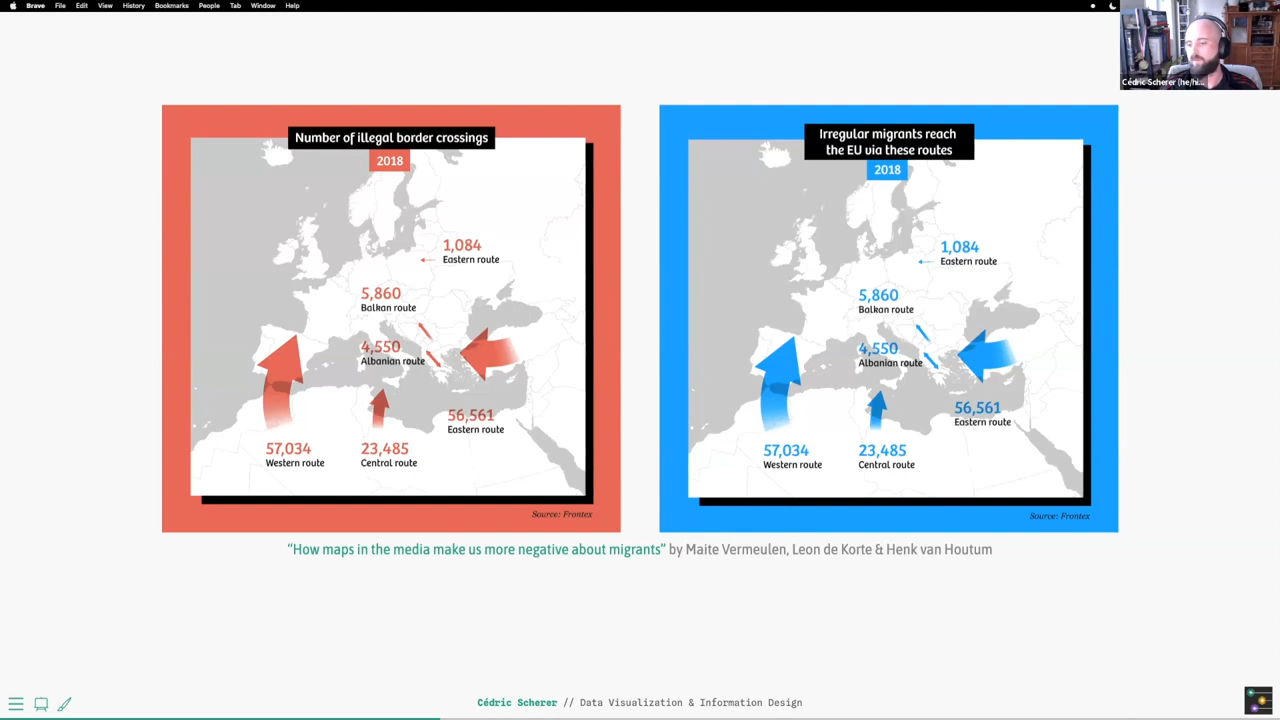 Brave File Edit View History Bookmarks People Tab Window Help
Cédric Scherer (he/hi...
Number of illegal border crossings
2018
1,084
Eastern route
5,860
Balkan route
4,550
Albanian route
56,561
Eastern route
57,034
Western route
23,485
Central route
Source: Frontex
Irregular migrants reach
the EU via these routes
2018
1,084
Eastern route
5,860
Balkan route
4,550
Albanian route
56,561
Eastern route
57,034
Western route
23,485
Central route
Source: Frontex
“How maps in the media make us more negative about migrants” by Maite Vermeulen, Leon de Korte & Henk van Houtum
Cédric Scherer // Data Visualization & Information Design